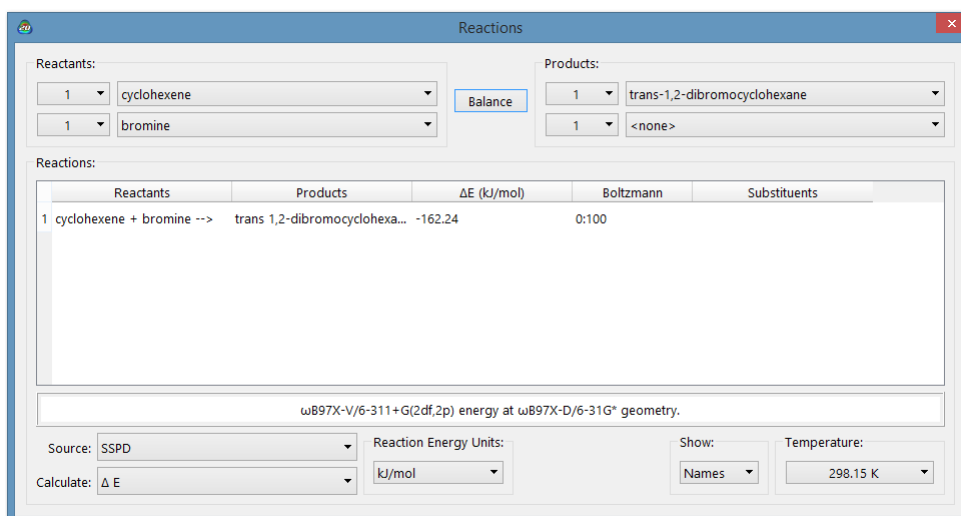 Reactions
Reactants:
Products:
1 cyclohexene
Balance
1 trans-1,2-dibromocyclohexane
1 bromine
1 <none>
Reactions:
Reactants Products ΔE (kJ/mol) Boltzmann Substituents
1 cyclohexene + bromine --> trans 1,2-dibromocyclohexa... -162.24 0:100
ωB97X-V/6-311+G(2df,2p) energy at ωB97X-D/6-31G* geometry.
Source: SSPD
Reaction Energy Units:
Show:
Temperature:
kJ/mol
Names
298.15 K
Calculate: Δ E